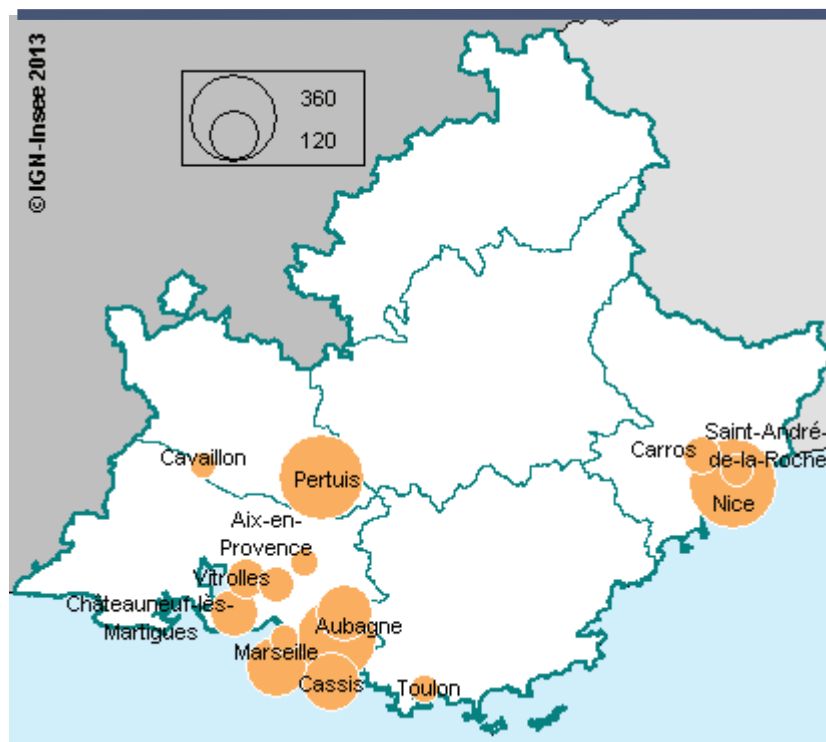 © IGN-Insee 2013
360
120
Saint-André-
Carros
de-la-Roche
Cavaillon
Pertuis
Nice
Aix-en-
Provence
Vitrolles
Châteauneuf-lès-
Martigues
Aubagne
Marseille
Cassis
Toulon